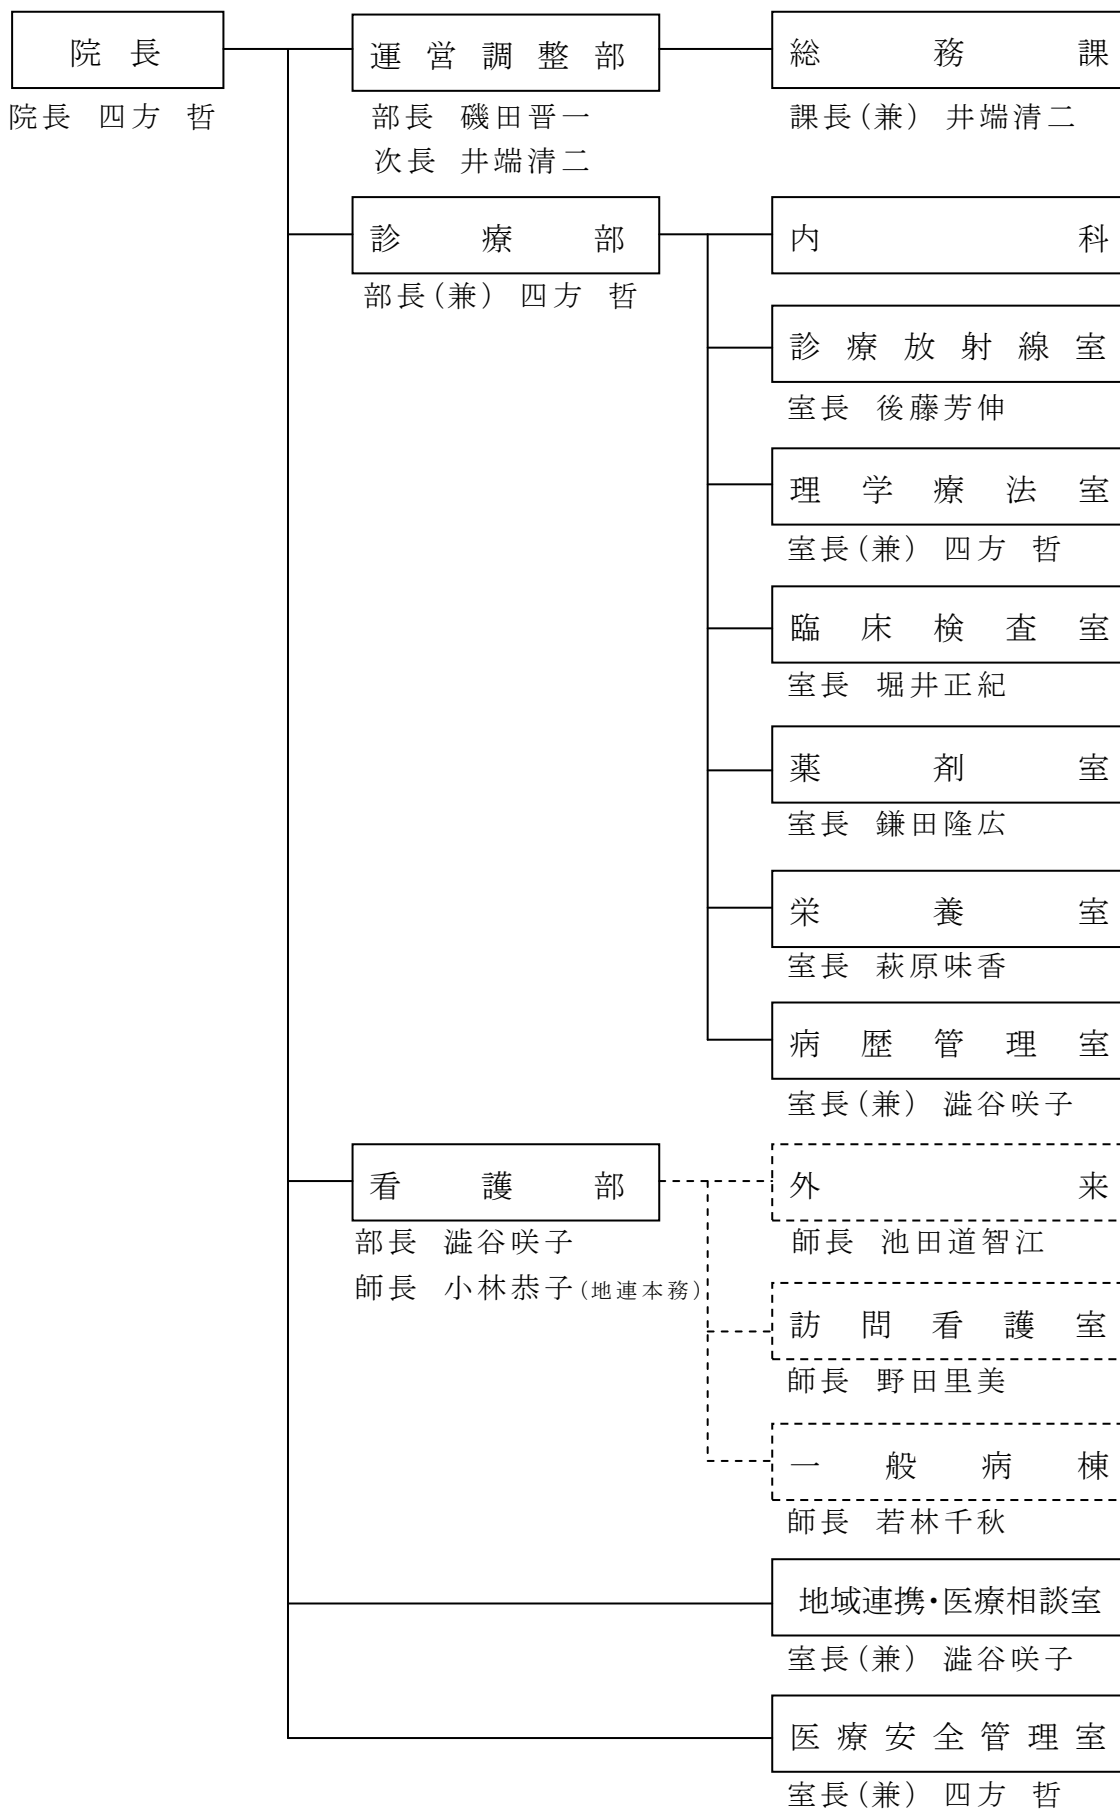 院長
院長 四方 哲
運営調整部
部長 磯田晋一
次長 井端清二
総務課
課長(兼) 井端清二
診療部
部長(兼) 四方 哲
内科
診療放射線室
室長 後藤芳伸
理学療法室
室長(兼) 四方 哲
臨床検査室
室長 堀井正紀
薬剤室
室長 鎌田隆広
栄養室
室長 萩原味香
病歴管理室
室長(兼) 澁谷咲子
看護部
部長 澁谷咲子
師長 小林恭子(地連本務)
外来
師長 池田道智江
訪問看護室
師長 野田里美
一般病棟
師長 若林千秋
地域連携・医療相談室
室長(兼) 澁谷咲子
医療安全管理室
室長(兼) 四方 哲